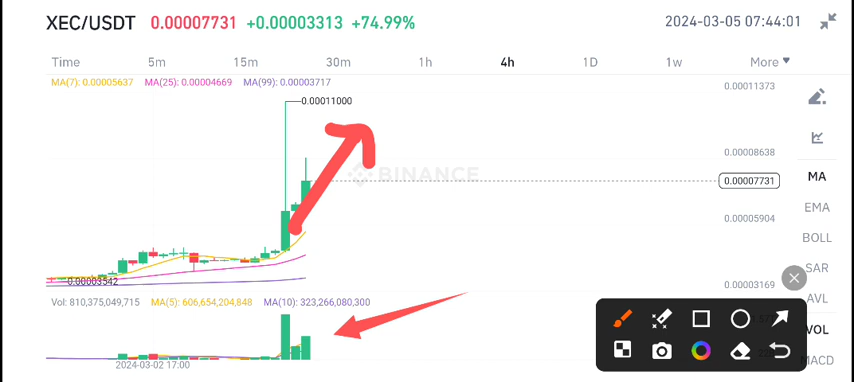 XEC/USDT 0.00007731 +0.00003313 +74.99% 2024-03-05 07:44:01
Time 5m 15m 30m 1h 4h 1D 1w More
MA(7): 0.00005637 MA(25): 0.00004669 MA(99): 0.00003717
0.00011373
0.00011000
BINANCE
0.00008638
MA
0.00007731
EMA
0.00005904
BOLL
SAR
0.00003542
0.00003169
AVL
Vol: 810,375,049,715 MA(5): 606,654,204,848 MA(10): 323,266,080,300
VOL
MACD
2024-03-02 17:00